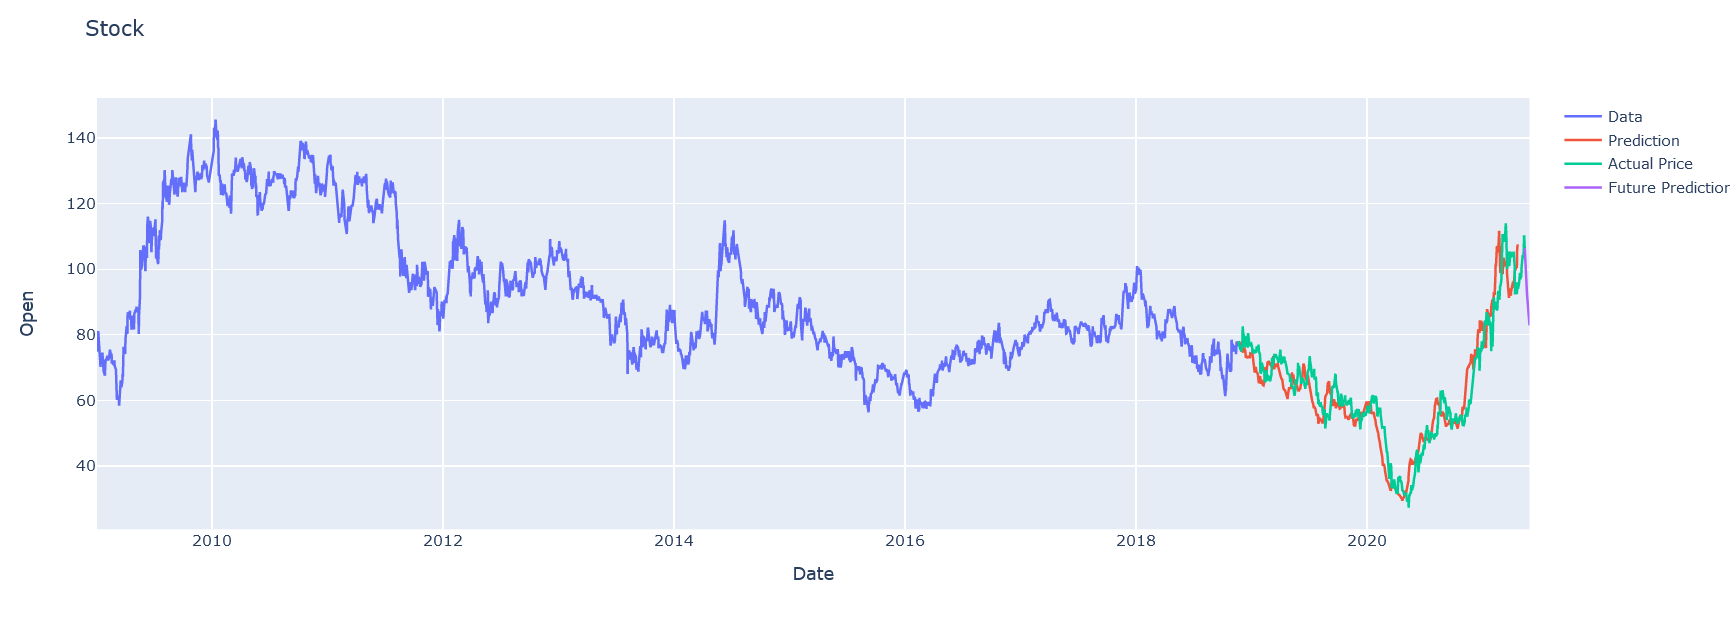 Stock
140
120
100
80
60
40
Open
2010 2012 2014 2016 2018 2020
Date
Data
Prediction
Actual Price
Future Prediction